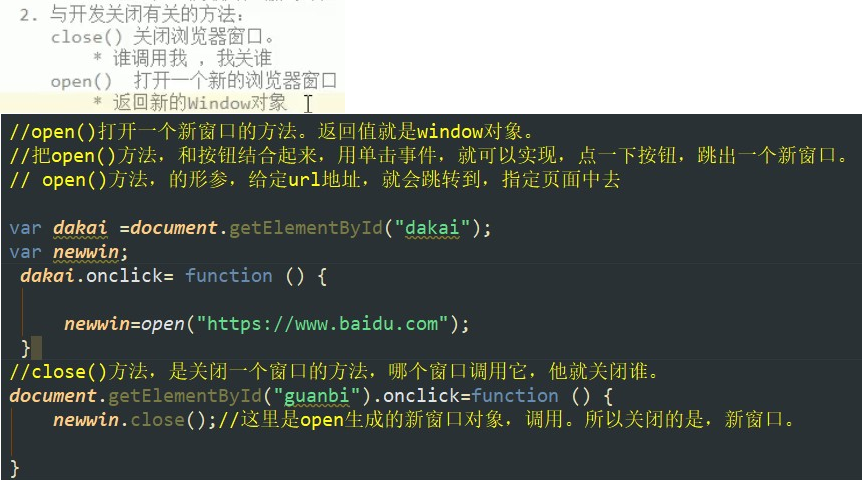 2. 与开发关闭有关的方法：
close() 关闭浏览器窗口。
* 谁调用我 ，我关谁
open() 打开一个新的浏览器窗口
* 返回新的Window对象
//open()打开一个新窗口的方法。返回值就是window对象。
//把open()方法，和按钮结合起来，用单击事件，就可以实现，点一下按钮，跳出一个新窗口。
// open()方法，的形参，给定url地址，就会跳转到，指定页面中去
var dakai =document.getElementById("dakai");
var newwin;
dakai.onclick= function () {
newwin=open("https://www.baidu.com");
}
//close()方法，是关闭一个窗口的方法，哪个窗口调用它，他就关闭谁。
document.getElementById("guanbi").onclick=function () {
newwin.close();//这里是open生成的新窗口对象，调用。所以关闭的是，新窗口。
}